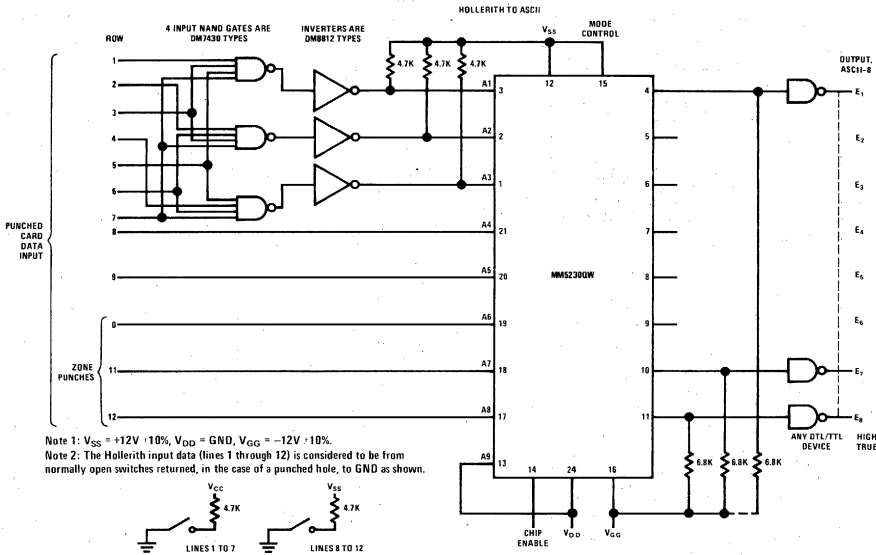 HOLLERITH TO ASCII
4 INPUT NAND GATES ARE
DM7430 TYPES
INVERTERS ARE
DM8812 TYPES
VSS
MODE
CONTROL
ROW
OUTPUT,
ASCII-8
1
2
3
4
5
6
7
8
9
0
11
12
PUNCHED
CARD
DATA
INPUT
ZONE
PUNCHES
4.7K
4.7K
4.7K
A1
A2
A3
A4
A5
A6
A7
A8
A9
3
2
1
21
20
19
18
17
13
12
15
MM5230QW
4
5
6
7
8
9
10
11
14
24
16
E1
E2
E3
E4
E5
E6
E7
E8
ANY DTL/TTL
DEVICE
HIGH
TRUE
6.8K
6.8K
6.8K
CHIP
ENABLE
VDD
VGG
Note 1: VSS = +12V ±10%, VDD = GND, VGG = −12V ±10%.
Note 2: The Hollerith input data (lines 1 through 12) is considered to be from
normally open switches returned, in the case of a punched hole, to GND as shown.
VCC
4.7K
LINES 1 TO 7
VSS
4.7K
LINES 8 TO 12